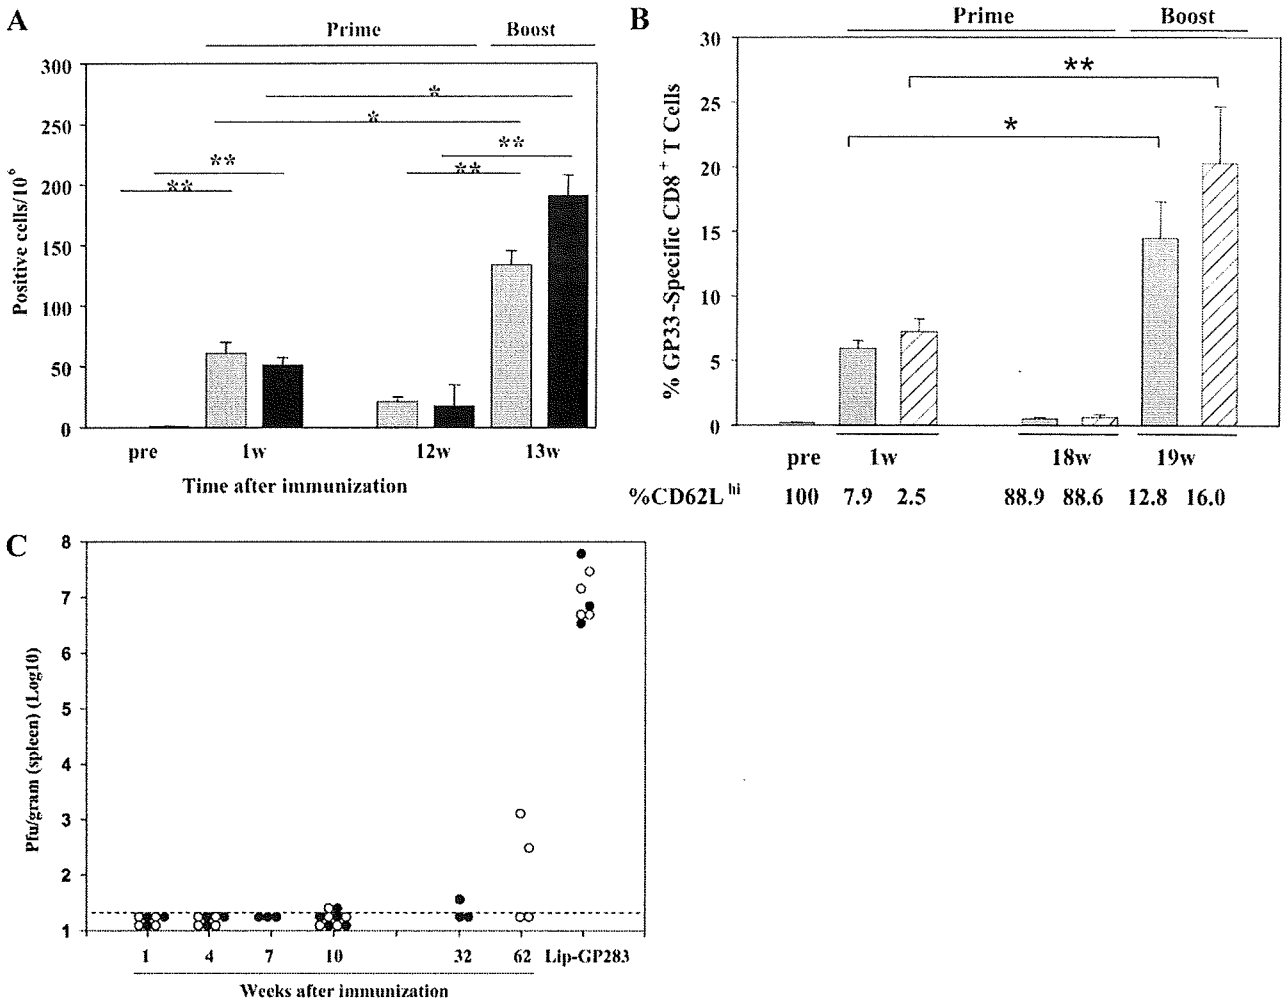 A
Prime Boost
300
250
200
150
100
50
0
Positive cells/10⁶
* 
*
**
**
**
**
pre 1w 12w 13w
Time after immunization
B
Prime Boost
30
25
20
15
10
5
0
% GP33-Specific CD8⁺ T Cells
**
*
pre 1w 18w 19w
%CD62L ʰⁱ 100 7.9 2.5 88.9 88.6 12.8 16.0
C
8
7
6
5
4
3
2
1
Pfu/gram (spleen) (Log10)
1 4 7 10 32 62 Lip-GP283
Weeks after immunization